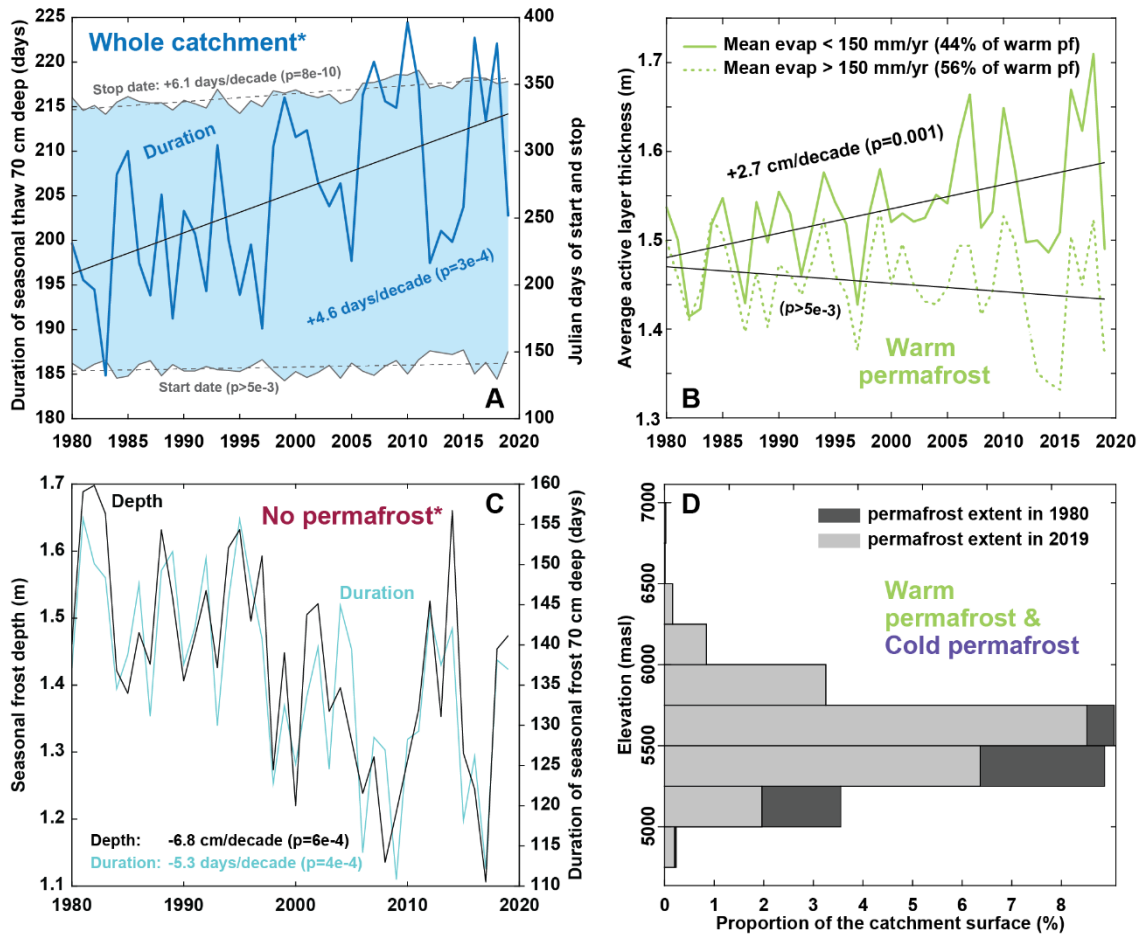 Duration of seasonal thaw 70 cm deep (days)
225
220
215
210
205
200
195
190
185
180
Whole catchment*
Stop date: +6.1 days/decade (p=8e-10)
Duration
+4.6 days/decade (p=3e-4)
Start date (p>5e-3)
A
400
350
300
250
200
150
100
Julian days of start and stop
1980 1985 1990 1995 2000 2005 2010 2015 2020
Average active layer thickness (m)
1.7
1.6
1.5
1.4
1.3
Mean evap < 150 mm/yr (44% of warm pf)
Mean evap > 150 mm/yr (56% of warm pf)
+2.7 cm/decade (p=0.001)
(p>5e-3)
Warm
permafrost
B
1980 1985 1990 1995 2000 2005 2010 2015 2020
Seasonal frost depth (m)
1.7
1.6
1.5
1.4
1.3
1.2
1.1
Depth
C
No permafrost*
Duration
Depth: -6.8 cm/decade (p=6e-4)
Duration: -5.3 days/decade (p=4e-4)
160
155
150
145
140
135
130
125
120
115
110
Duration of seasonal frost 70 cm deep (days)
1980 1990 2000 2010 2020
Elevation (masl)
7000
6500
6000
5500
5000
D
permafrost extent in 1980
permafrost extent in 2019
Warm
permafrost &
Cold permafrost
0 1 2 3 4 5 6 7 8
Proportion of the catchment surface (%)